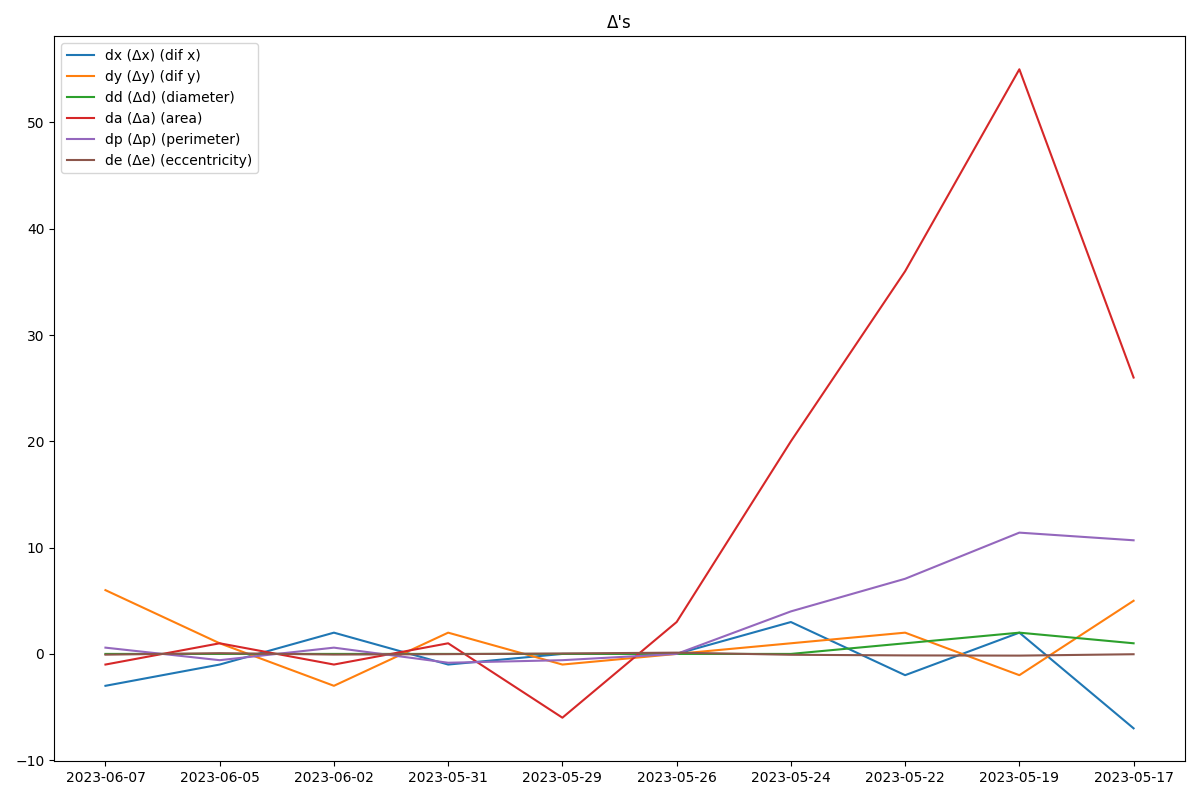 Δ's
dx (Δx) (dif x)
dy (Δy) (dif y)
dd (Δd) (diameter)
da (Δa) (area)
dp (Δp) (perimeter)
de (Δe) (eccentricity)
50
40
30
20
10
0
−10
2023-06-07 2023-06-05 2023-06-02 2023-05-31 2023-05-29 2023-05-26 2023-05-24 2023-05-22 2023-05-19 2023-05-17